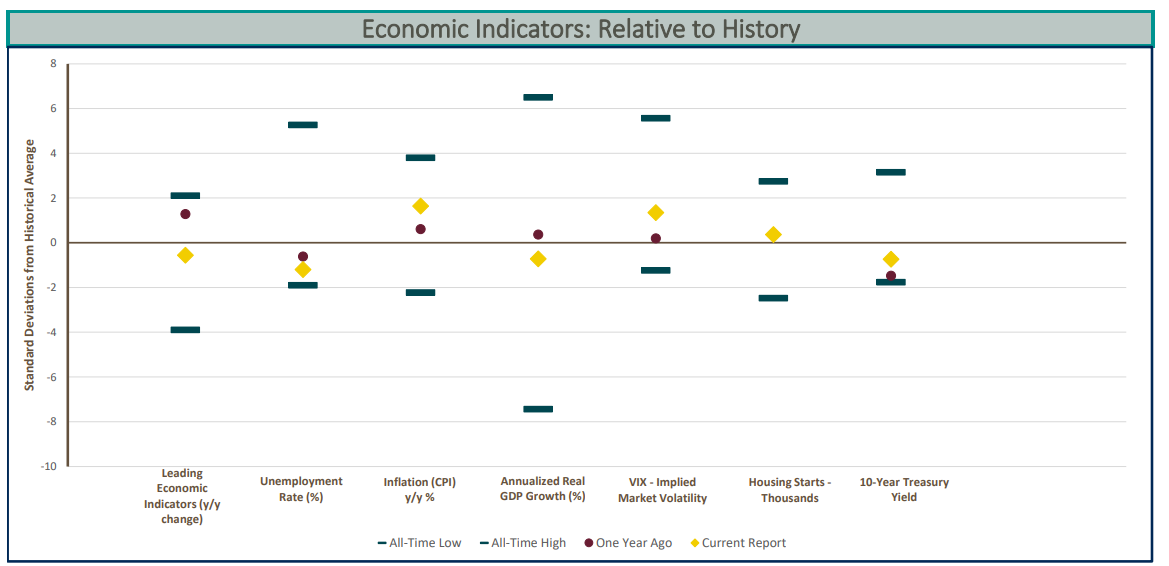 Economic Indicators: Relative to History
Standard Deviations from Historical Average
8
6
4
2
0
-2
-4
-6
-8
-10
Leading
Economic
Indicators (y/y
change)
Unemployment
Rate (%)
Inflation (CPI)
y/y %
Annualized Real
GDP Growth (%)
VIX - Implied
Market Volatility
Housing Starts -
Thousands
10-Year Treasury
Yield
All-Time Low All-Time High One Year Ago Current Report